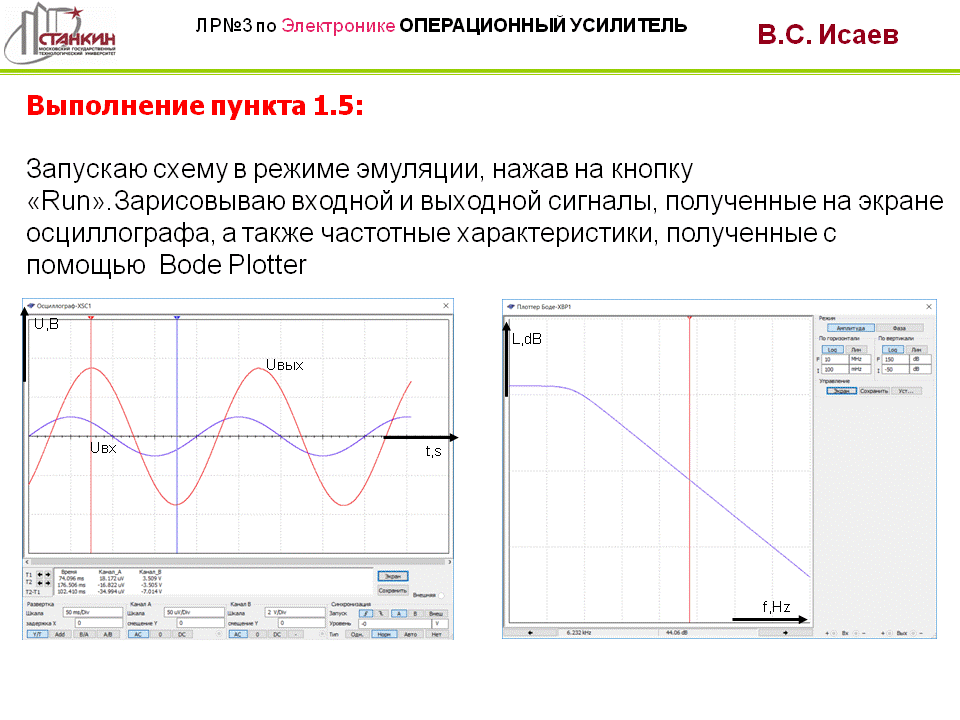 СТАНКИН
МОСКОВСКИЙ ГОСУДАРСТВЕННЫЙ
ТЕХНОЛОГИЧЕСКИЙ УНИВЕРСИТЕТ
ЛР№3 по Электронике ОПЕРАЦИОННЫЙ УСИЛИТЕЛЬ
В.С. Исаев
Выполнение пункта 1.5:
Запускаю схему в режиме эмуляции, нажав на кнопку
«Run».Зарисовываю входной и выходной сигналы, полученные на экране
осциллографа, а также частотные характеристики, полученные с
помощью Bode Plotter
Осциллограф-XSC1
U,В
Uвых
Uвх
t,s
Время Канал_A Канал_B
T1 74.096 ms 18.172 uV 3.509 V
T2 176.506 ms -16.822 uV -3.505 V
T2-T1 102.410 ms -34.994 uV -7.014 V
Экран
Сохранить
Внешняя
Развертка Канал A Канал B Синхронизация
Шкала 50 ms/Div Шкала 50 uV/Div Шкала 2 V/Div Запуск A B Внеш
задержка X 0 смещение Y 0 смещение Y 0 Уровень -0 V
Y/T Add B/A A/B AC 0 DC AC 0 DC - Тип Одн. Норм Авто Нет
Плоттер Боде-XBP1
L,dB
f,Hz
Режим
Амплитуда Фаза
По горизонтали По вертикали
Log Лин Log Лин
F 10 MHz F 150 dB
I 100 mHz I -50 dB
Управление
Экран Сохранить Уст...
6.232 kHz 44.06 dB
+ Вх - + Вых -